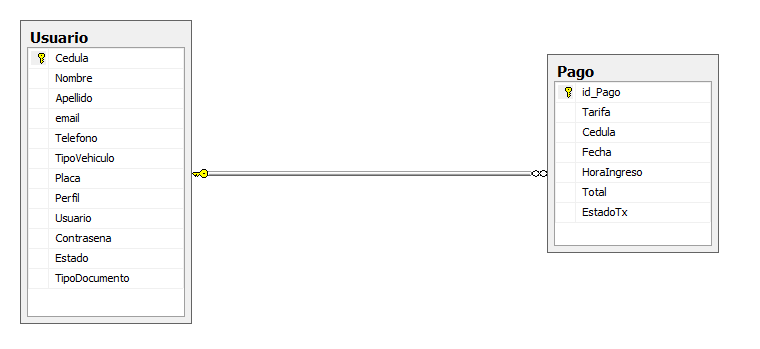 Usuario
Cedula
Nombre
Apellido
email
Telefono
TipoVehiculo
Placa
Perfil
Usuario
Contrasena
Estado
TipoDocumento
Pago
id_Pago
Tarifa
Cedula
Fecha
HoraIngreso
Total
EstadoTx